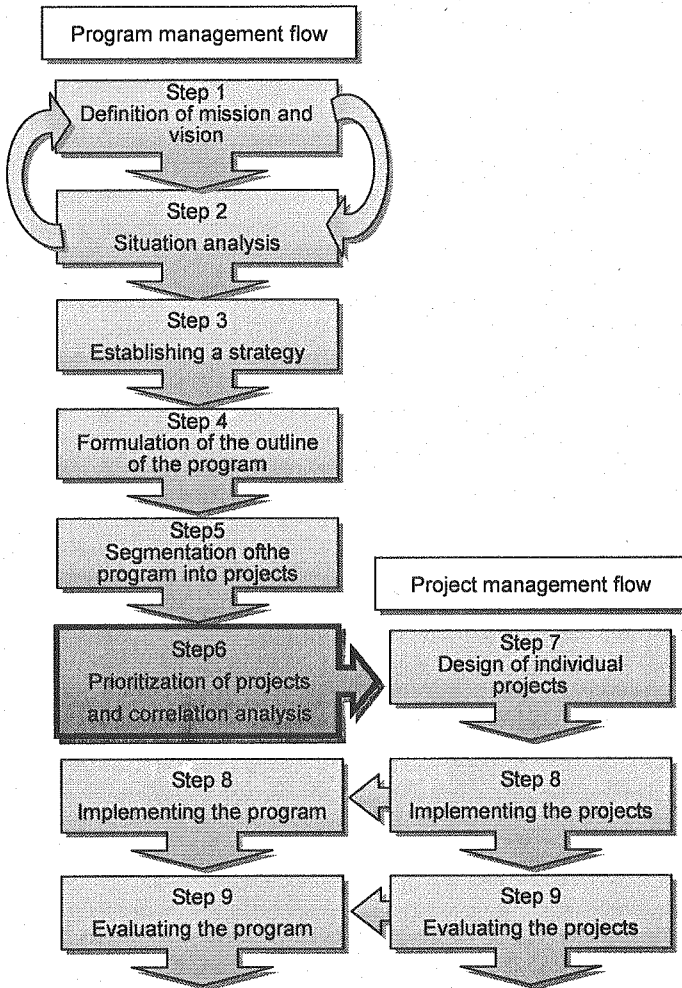 Program management flow
Step 1
Definition of mission and
vision
Step 2
Situation analysis
Step 3
Establishing a strategy
Step 4
Formulation of the outline
of the program
Step5
Segmentation ofthe
program into projects
Project management flow
Step6
Prioritization of projects
and correlation analysis
Step 7
Design of individual
projects
Step 8
Implementing the program
Step 8
Implementing the projects
Step 9
Evaluating the program
Step 9
Evaluating the projects